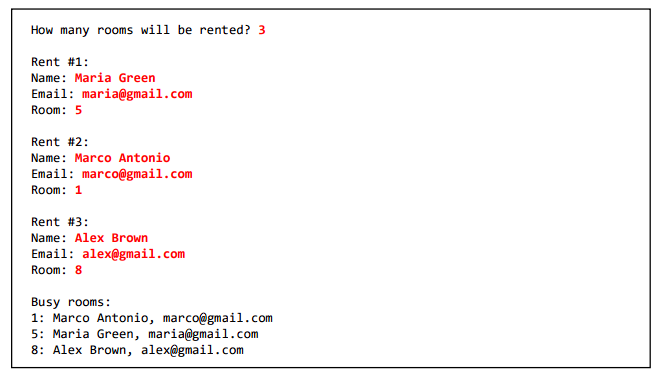 How many rooms will be rented? 3
Rent #1:
Name: Maria Green
Email: maria@gmail.com
Room: 5
Rent #2:
Name: Marco Antonio
Email: marco@gmail.com
Room: 1
Rent #3:
Name: Alex Brown
Email: alex@gmail.com
Room: 8
Busy rooms:
1: Marco Antonio, marco@gmail.com
5: Maria Green, maria@gmail.com
8: Alex Brown, alex@gmail.com